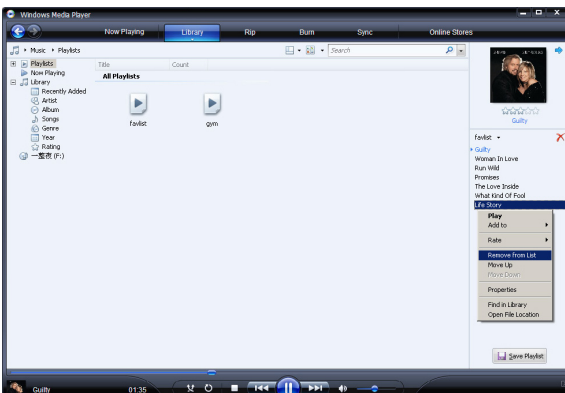 Windows Media Player
Now Playing Library Rip Burn Sync Online Stores
Music Playlists
Search
Playlists
Now Playing
Library
Recently Added
Artist
Album
Songs
Genre
Year
Rating
一整夜 (F:)
Title Count
All Playlists
favlist gym
Guilty
favlist
Guilty
Woman In Love
Run Wild
Promises
The Love Inside
What Kind Of Fool
Life Story
Play
Add to
Rate
Remove from List
Move Up
Move Down
Properties
Find in Library
Open File Location
Save Playlist
Guilty 01:35